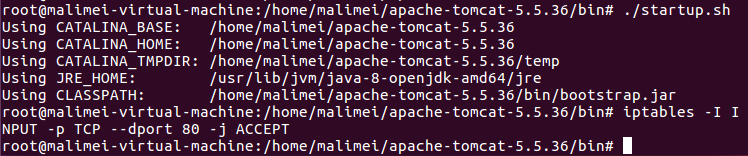 root@malimei-virtual-machine:/home/malimei/apache-tomcat-5.5.36/bin# ./startup.sh
Using CATALINA_BASE:   /home/malimei/apache-tomcat-5.5.36
Using CATALINA_HOME:   /home/malimei/apache-tomcat-5.5.36
Using CATALINA_TMPDIR: /home/malimei/apache-tomcat-5.5.36/temp
Using JRE_HOME:        /usr/lib/jvm/java-8-openjdk-amd64/jre
Using CLASSPATH:       /home/malimei/apache-tomcat-5.5.36/bin/bootstrap.jar
root@malimei-virtual-machine:/home/malimei/apache-tomcat-5.5.36/bin# iptables -I I
NPUT -p TCP --dport 80 -j ACCEPT
root@malimei-virtual-machine:/home/malimei/apache-tomcat-5.5.36/bin#